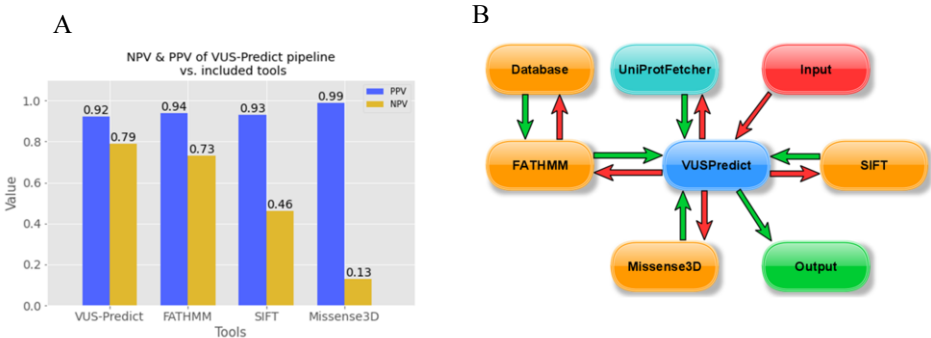 A
NPV & PPV of VUS-Predict pipeline
vs. included tools
PPV
NPV
1.0
0.8
0.6
0.4
0.2
0.0
Value
0.92
0.79
0.94
0.73
0.93
0.46
0.99
0.13
VUS-Predict
FATHMM
SIFT
Missense3D
Tools
B
Database
UniProtFetcher
Input
FATHMM
VUSPredict
SIFT
Missense3D
Output